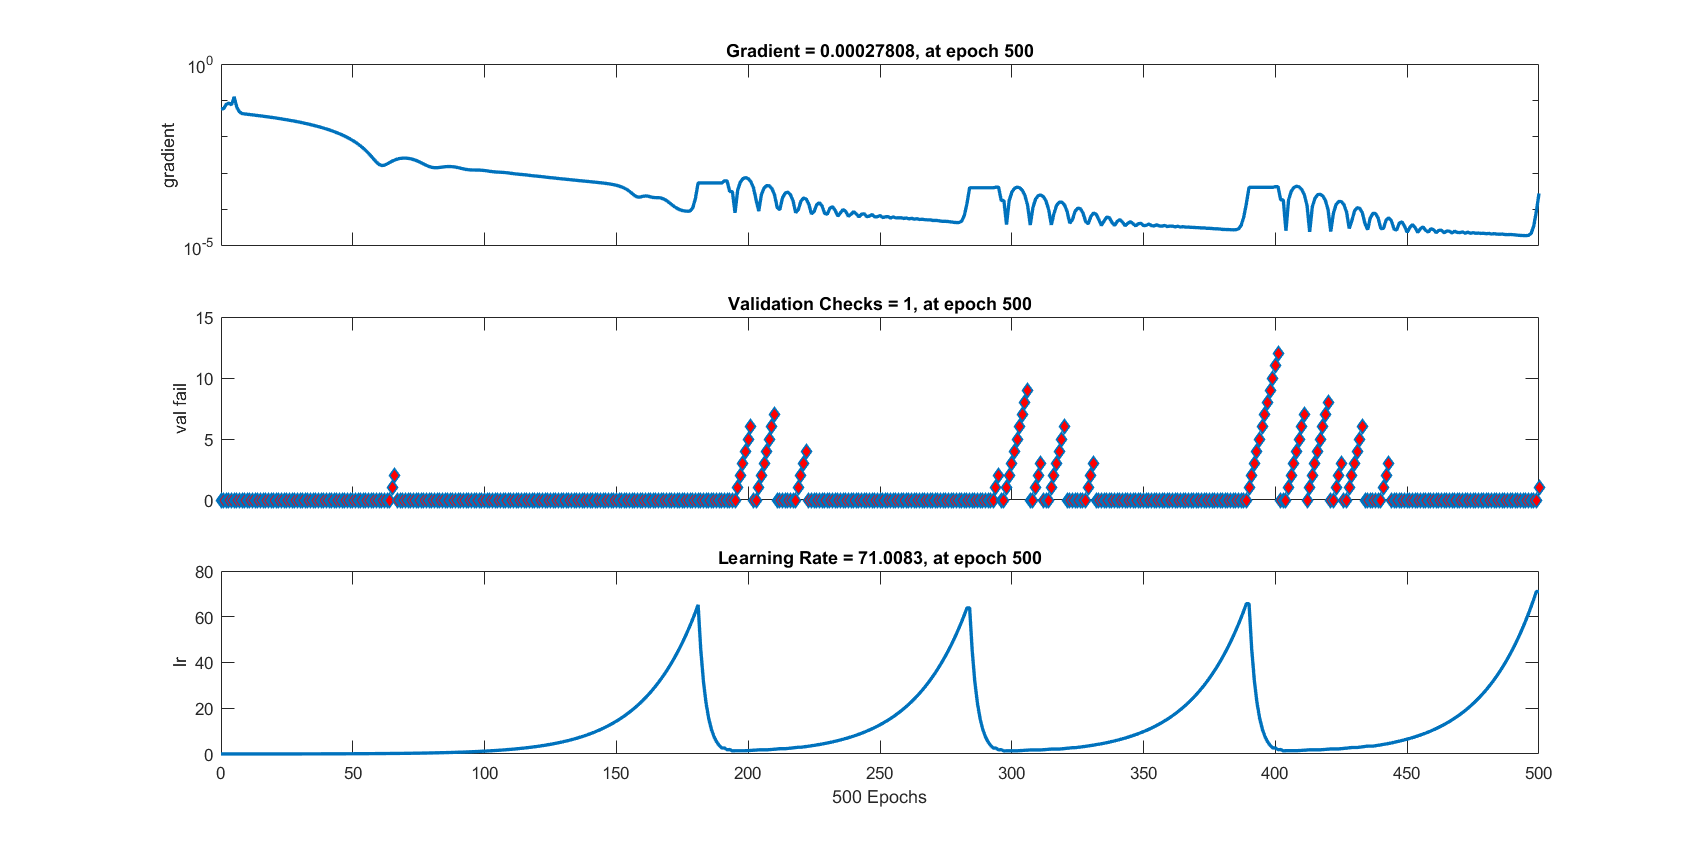 Gradient = 0.00027808, at epoch 500
10^0
gradient
10^-5
Validation Checks = 1, at epoch 500
15
10
val fail
5
0
Learning Rate = 71.0083, at epoch 500
80
60
lr
40
20
0
0 50 100 150 200 250 300 350 400 450 500
500 Epochs